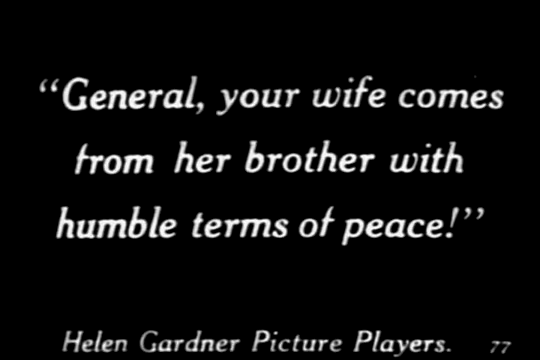 “General, your wife comes
from her brother with
humble terms of peace!”
Helen Gardner Picture Players. 77